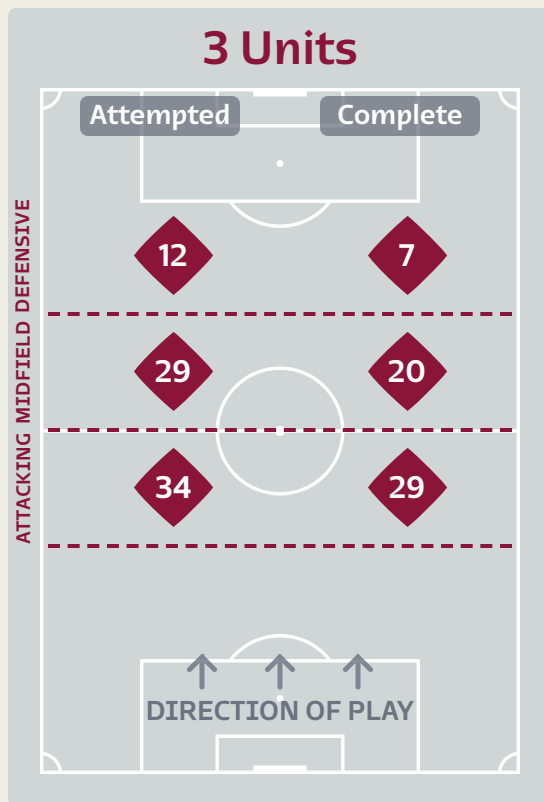 3 Units
Attempted Complete
ATTACKING MIDFIELD DEFENSIVE
12 7
29 20
34 29
DIRECTION OF PLAY